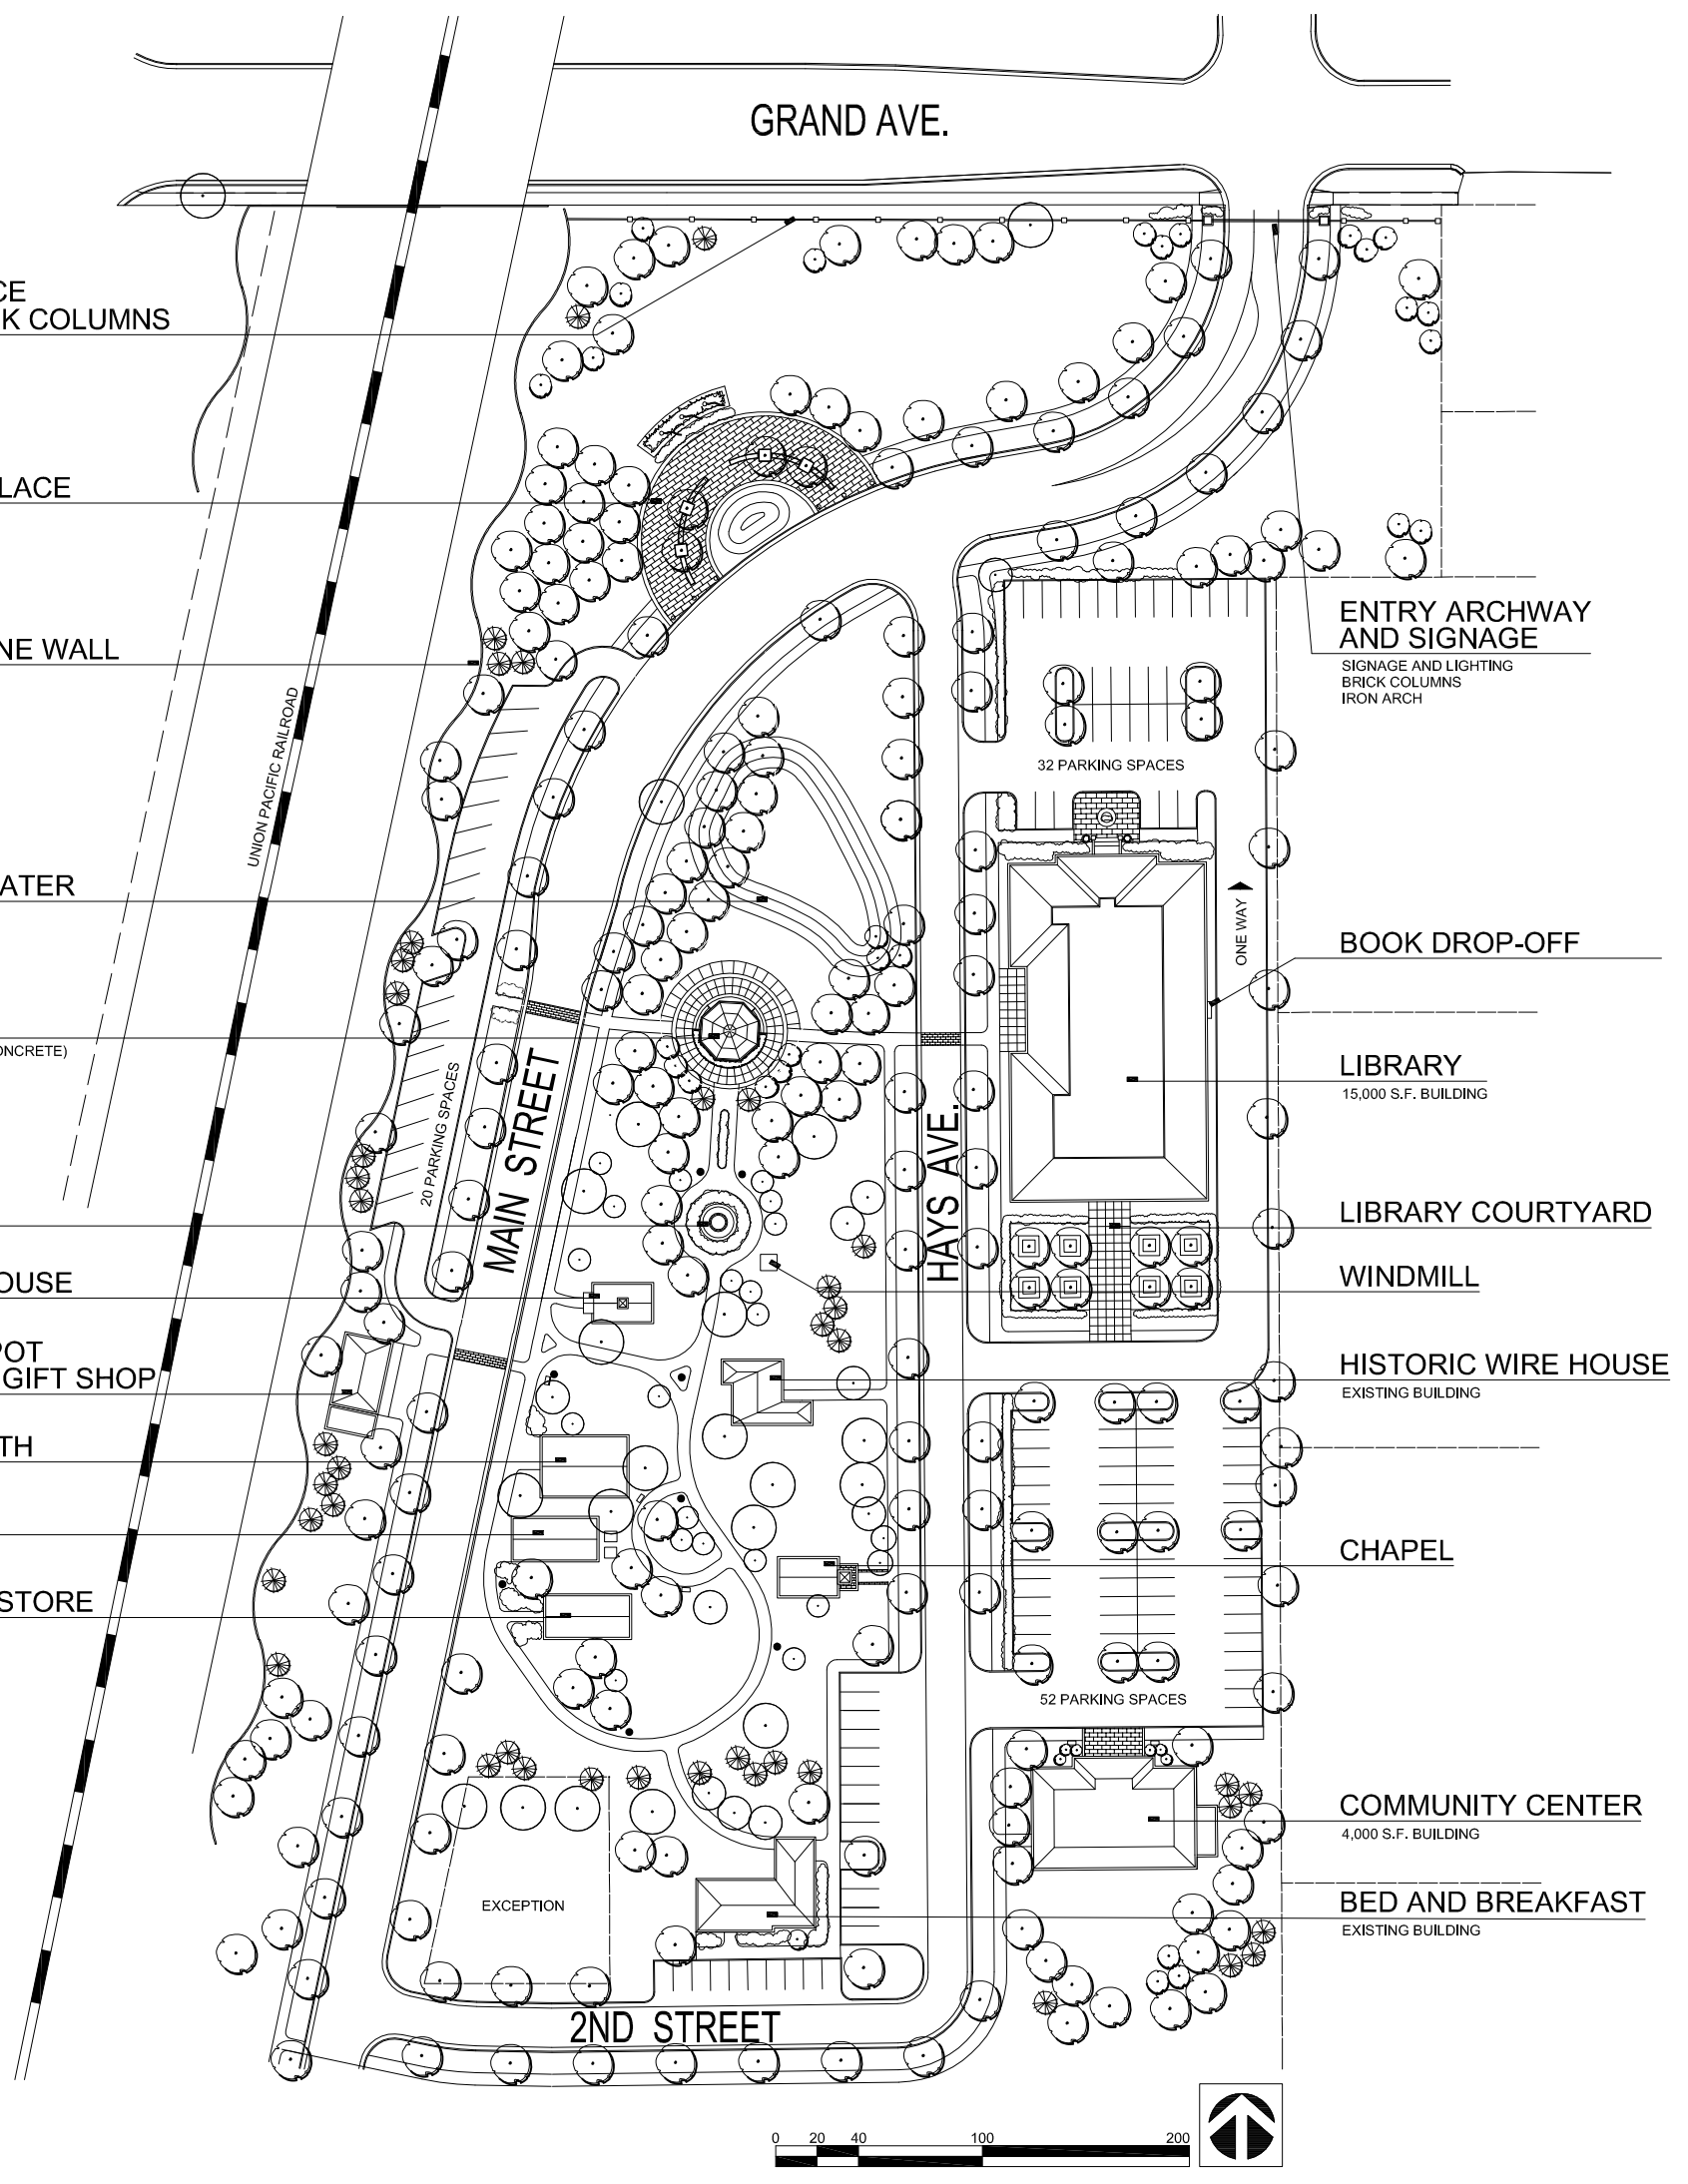 GRAND AVE.
CE
K COLUMNS
LACE
ENTRY ARCHWAY
AND SIGNAGE
SIGNAGE AND LIGHTING
BRICK COLUMNS
IRON ARCH
NE WALL
UNION PACIFIC RAILROAD
32 PARKING SPACES
ATER
ONE WAY
BOOK DROP-OFF
ONCRETE)
LIBRARY
15,000 S.F. BUILDING
20 PARKING SPACES
MAIN STREET
HAYS AVE.
LIBRARY COURTYARD
WINDMILL
OUSE
POT
GIFT SHOP
HISTORIC WIRE HOUSE
EXISTING BUILDING
TH
CHAPEL
STORE
52 PARKING SPACES
COMMUNITY CENTER
4,000 S.F. BUILDING
EXCEPTION
BED AND BREAKFAST
EXISTING BUILDING
2ND STREET
0 20 40 100 200